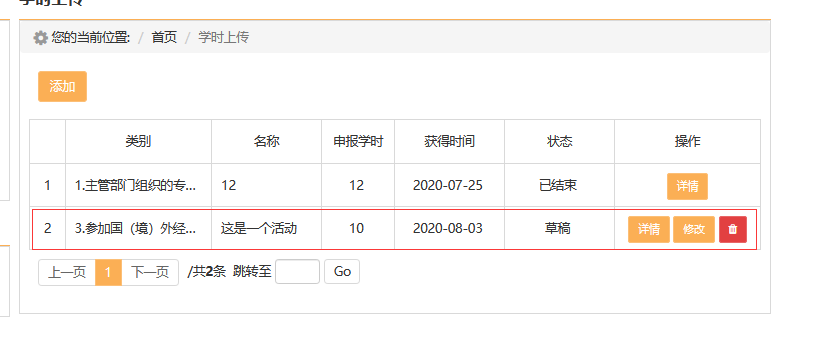 学时上传
您的当前位置: / 首页 / 学时上传
添加
类别 名称 申报学时 获得时间 状态 操作
1 1.主管部门组织的专... 12 12 2020-07-25 已结束 详情
2 3.参加国（境）外经... 这是一个活动 10 2020-08-03 草稿 详情 修改
上一页 1 下一页 /共2条 跳转至 Go